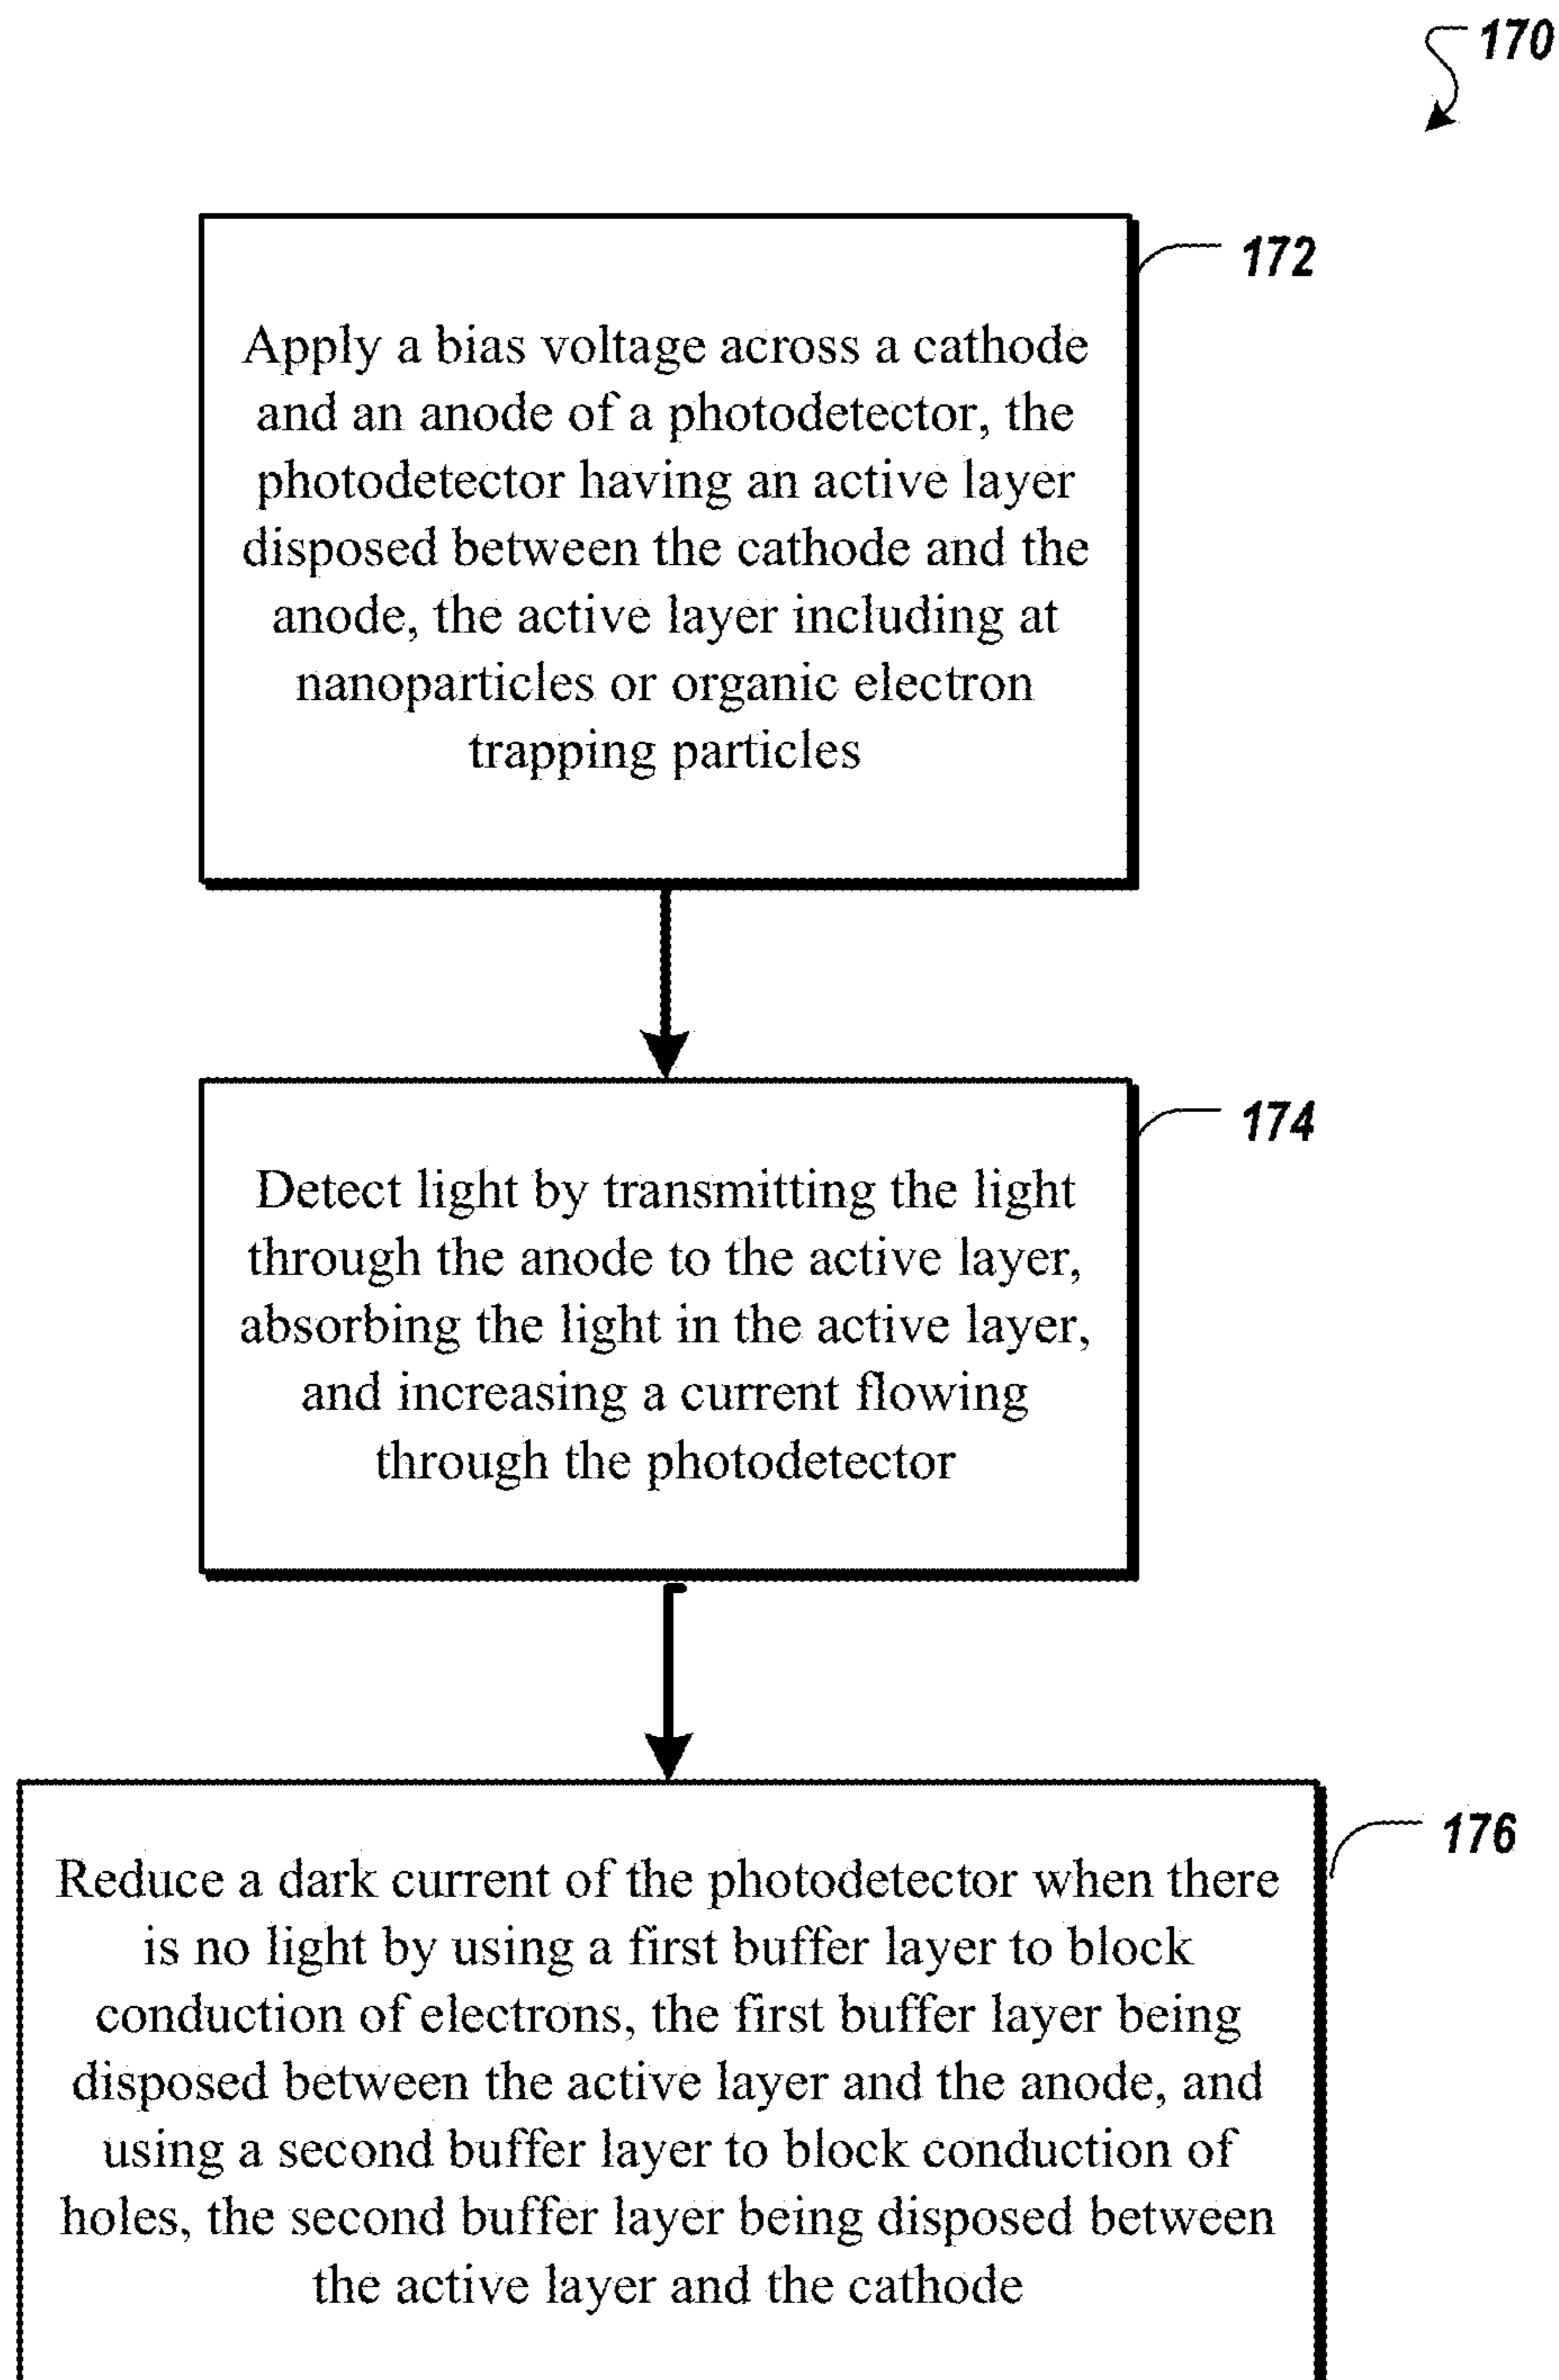 170
172
Apply a bias voltage across a cathode
and an anode of a photodetector, the
photodetector having an active layer
disposed between the cathode and the
anode, the active layer including at
nanoparticles or organic electron
trapping particles
174
Detect light by transmitting the light
through the anode to the active layer,
absorbing the light in the active layer,
and increasing a current flowing
through the photodetector
176
Reduce a dark current of the photodetector when there
is no light by using a first buffer layer to block
conduction of electrons, the first buffer layer being
disposed between the active layer and the anode, and
using a second buffer layer to block conduction of
holes, the second buffer layer being disposed between
the active layer and the cathode